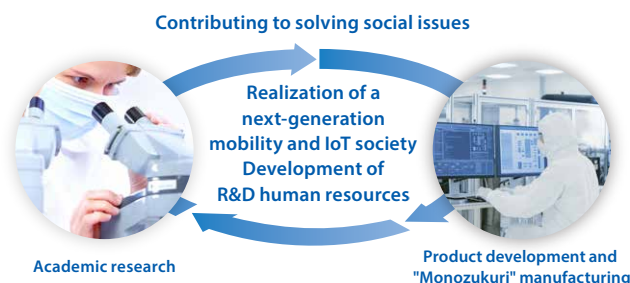 Contributing to solving social issues
Realization of a
next-generation
mobility and IoT society
Development of
R&D human resources
Academic research
Product development and
"Monozukuri" manufacturing